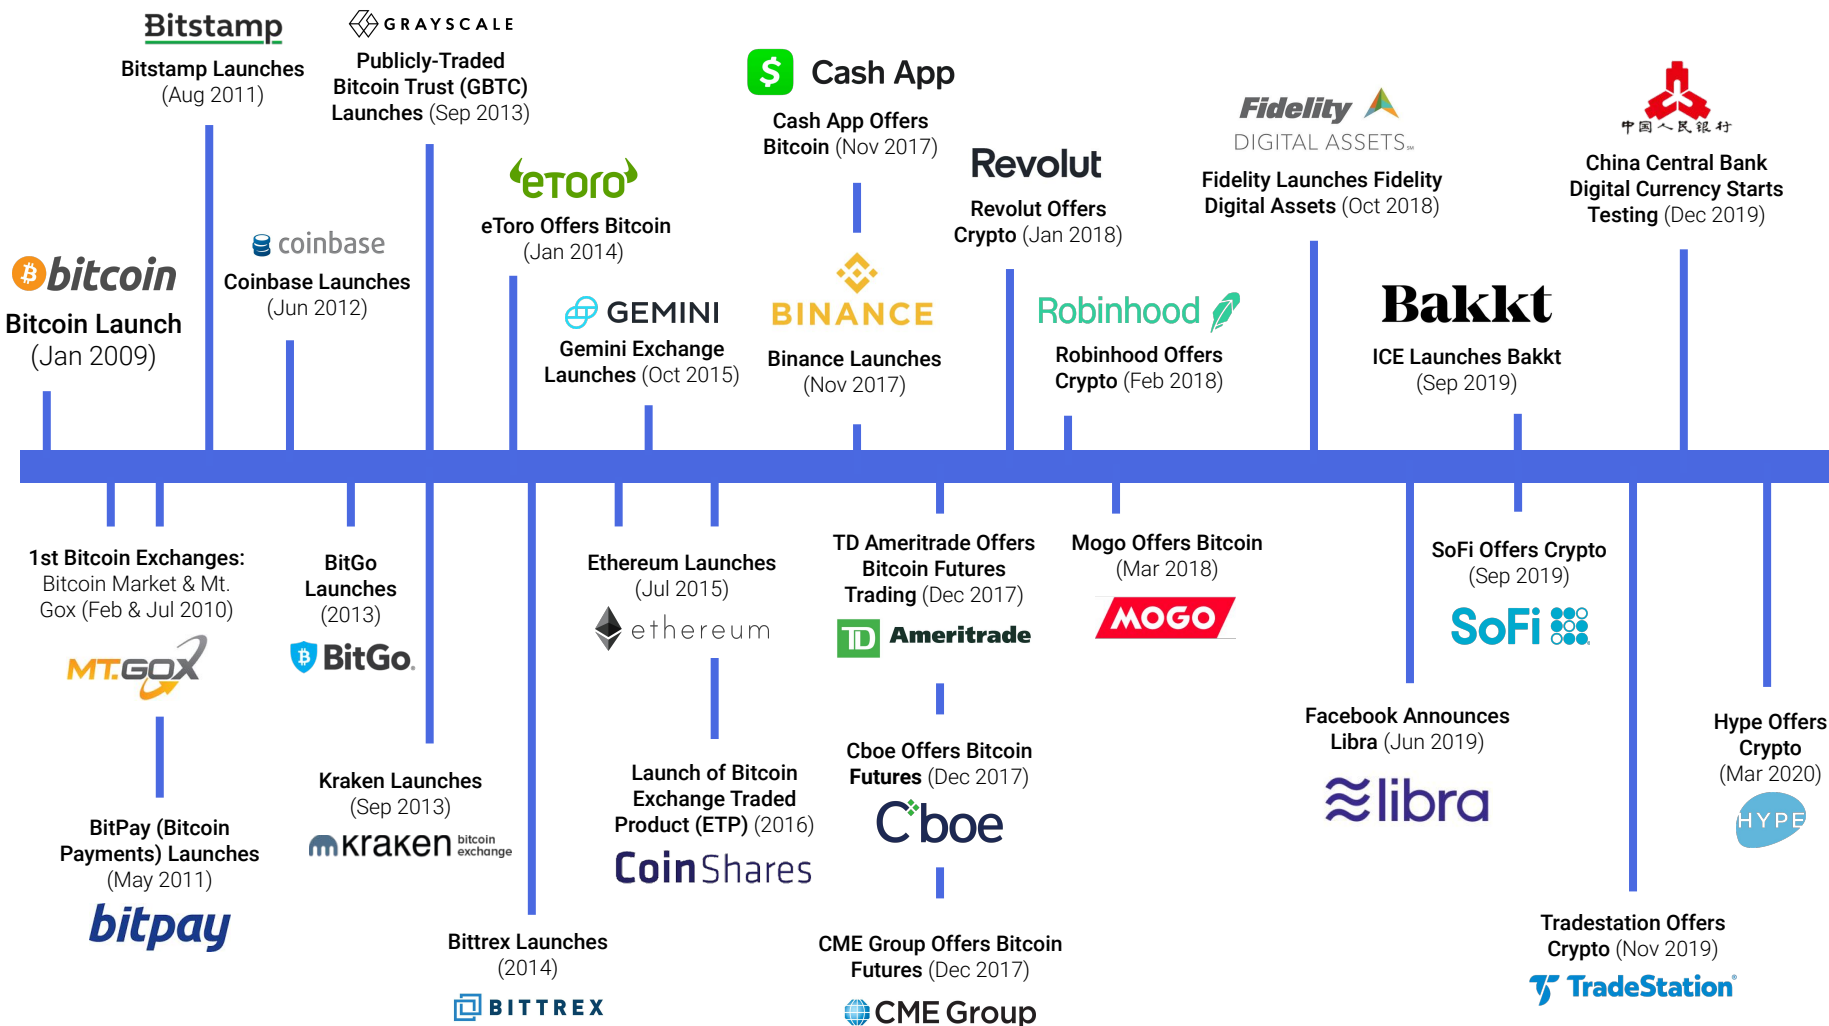 Bitstamp
Bitstamp Launches
(Aug 2011)
GRAYSCALE
Publicly-Traded
Bitcoin Trust (GBTC)
Launches (Sep 2013)
$ Cash App
Cash App Offers
Bitcoin (Nov 2017)
Fidelity
DIGITAL ASSETS℠
Fidelity Launches Fidelity
Digital Assets (Oct 2018)
中国人民银行
China Central Bank
Digital Currency Starts
Testing (Dec 2019)
eToro
eToro Offers Bitcoin
(Jan 2014)
Revolut
Revolut Offers
Crypto (Jan 2018)
bitcoin
Bitcoin Launch
(Jan 2009)
coinbase
Coinbase Launches
(Jun 2012)
GEMINI
Gemini Exchange
Launches (Oct 2015)
BINANCE
Binance Launches
(Nov 2017)
Robinhood
Robinhood Offers
Crypto (Feb 2018)
Bakkt
ICE Launches Bakkt
(Sep 2019)
1st Bitcoin Exchanges:
Bitcoin Market & Mt.
Gox (Feb & Jul 2010)
MT.GOX
BitPay (Bitcoin
Payments) Launches
(May 2011)
bitpay
BitGo
Launches
(2013)
BitGo.
Kraken Launches
(Sep 2013)
kraken bitcoin
exchange
Bittrex Launches
(2014)
BITTREX
Ethereum Launches
(Jul 2015)
ethereum
Launch of Bitcoin
Exchange Traded
Product (ETP) (2016)
CoinShares
TD Ameritrade Offers
Bitcoin Futures
Trading (Dec 2017)
TD Ameritrade
Cboe Offers Bitcoin
Futures (Dec 2017)
Cboe
CME Group Offers Bitcoin
Futures (Dec 2017)
CME Group
Mogo Offers Bitcoin
(Mar 2018)
MOGO
Facebook Announces
Libra (Jun 2019)
libra
SoFi Offers Crypto
(Sep 2019)
SoFi
Tradestation Offers
Crypto (Nov 2019)
TradeStation®
Hype Offers
Crypto
(Mar 2020)
HYPE